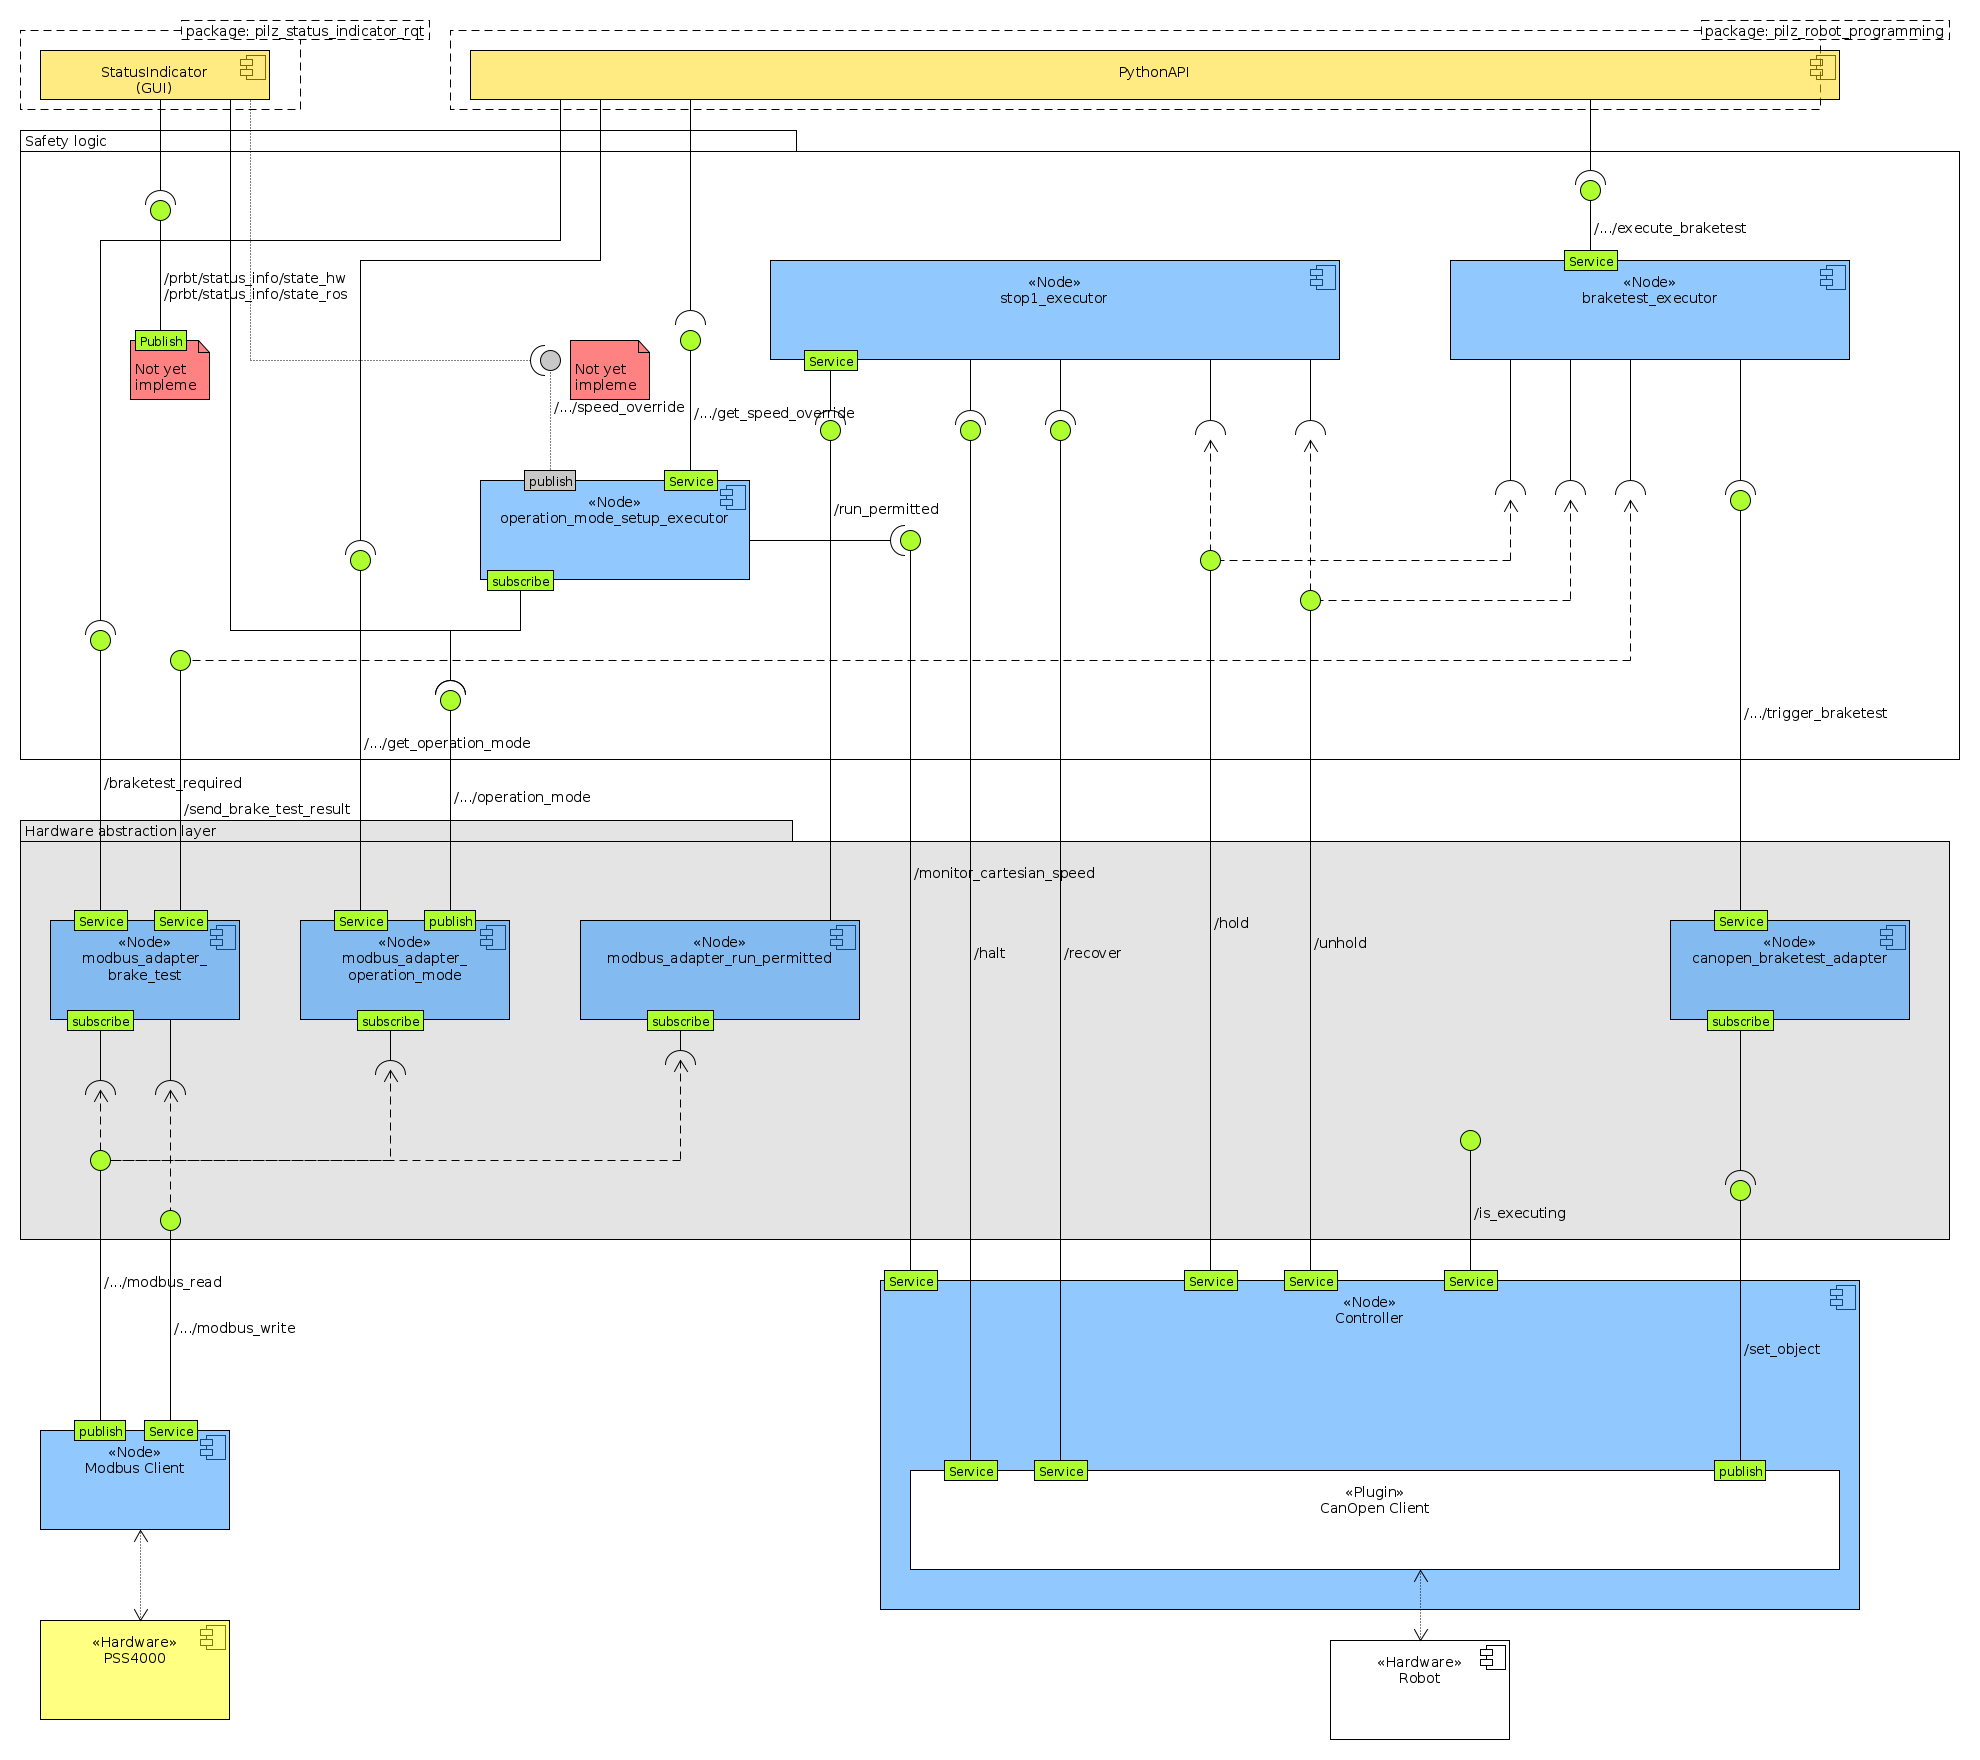 package: pilz_status_indicator_rqt
package: pilz_robot_programming
StatusIndicator
(GUI)
PythonAPI
Safety logic
/.../execute_braketest
Service
/prbt/status_info/state_hw
/prbt/status_info/state_ros
«Node»
stop1_executor
«Node»
braketest_executor
Publish
Not yet
impleme
Not yet
impleme
Service
/.../speed_override
/.../get_speed_override
publish
Service
«Node»
operation_mode_setup_executor
/run_permitted
subscribe
/.../trigger_braketest
/.../get_operation_mode
/braketest_required
/.../operation_mode
/send_brake_test_result
Hardware abstraction layer
/monitor_cartesian_speed
Service
Service
Service
publish
/hold
Service
«Node»
modbus_adapter_
brake_test
«Node»
modbus_adapter_
operation_mode
«Node»
modbus_adapter_run_permitted
/halt
/recover
/unhold
«Node»
canopen_braketest_adapter
subscribe
subscribe
subscribe
subscribe
/is_executing
/.../modbus_read
Service
Service
Service
Service
«Node»
Controller
/.../modbus_write
/set_object
publish
Service
«Node»
Modbus Client
Service
Service
publish
«Plugin»
CanOpen Client
«Hardware»
PSS4000
«Hardware»
Robot